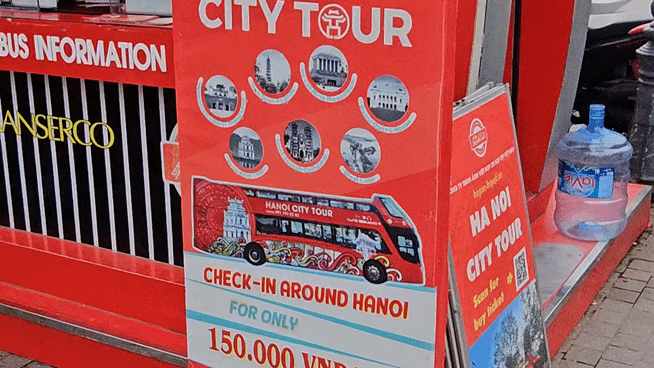 BUS INFORMATION
ANSERCO
CITY TOUR
HANOI CITY TOUR
CHECK-IN AROUND HANOI
FOR ONLY
150.000 VND
HA NOI
CITY TOUR
Scan for
buy ticket
LaVie